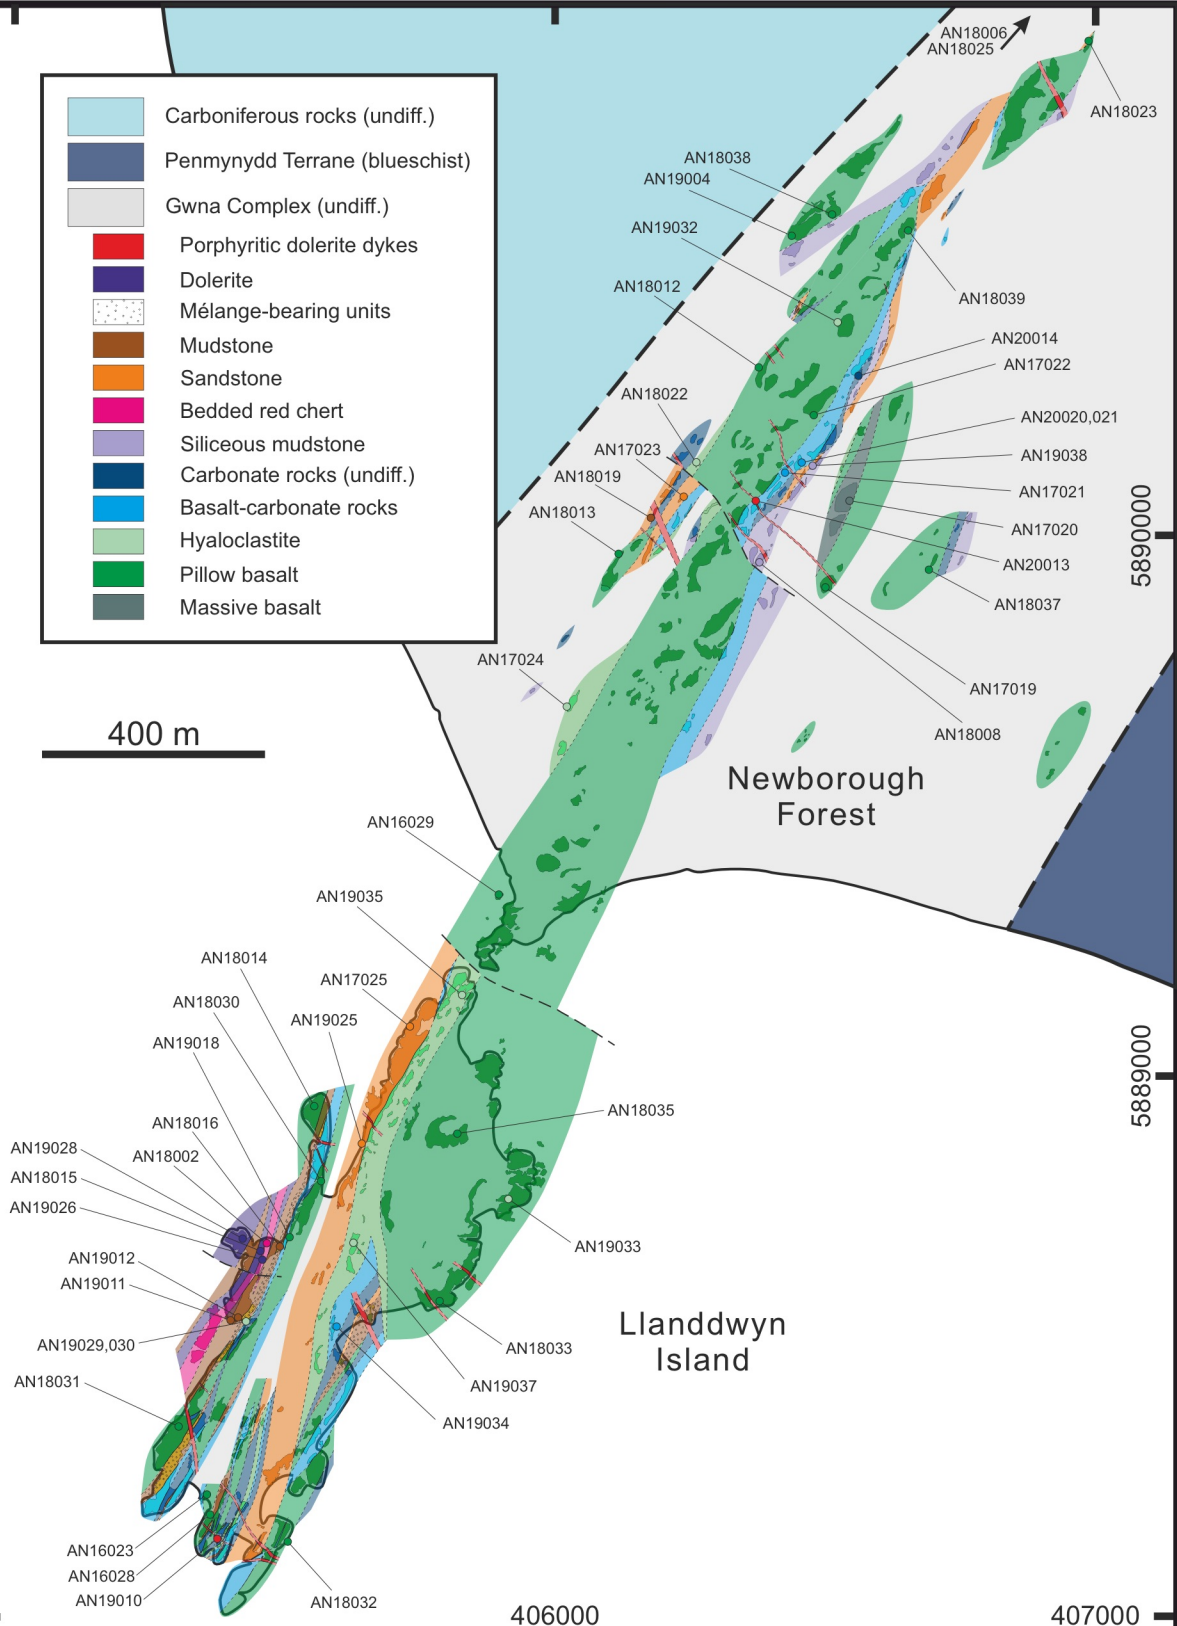 AN18006
AN18025
AN18023
Carboniferous rocks (undiff.)
Penmynydd Terrane (blueschist)
Gwna Complex (undiff.)
Porphyritic dolerite dykes
Dolerite
Mélange-bearing units
Mudstone
Sandstone
Bedded red chert
Siliceous mudstone
Carbonate rocks (undiff.)
Basalt-carbonate rocks
Hyaloclastite
Pillow basalt
Massive basalt
AN18038
AN19004
AN19032
AN18012
AN18039
AN20014
AN17022
AN18022
AN20020,021
AN17023
AN19038
AN18019
AN17021
AN18013
AN17020
AN20013
AN18037
5890000
AN17024
AN17019
AN18008
400 m
Newborough
Forest
AN16029
AN19035
AN18014
AN17025
AN18030
AN19025
AN19018
5889000
AN18035
AN18016
AN19028
AN18002
AN18015
AN19026
AN19033
AN19012
AN19011
Llanddwyn
Island
AN19029,030
AN18033
AN18031
AN19037
AN19034
AN16023
AN16028
AN19010
AN18032
406000
407000